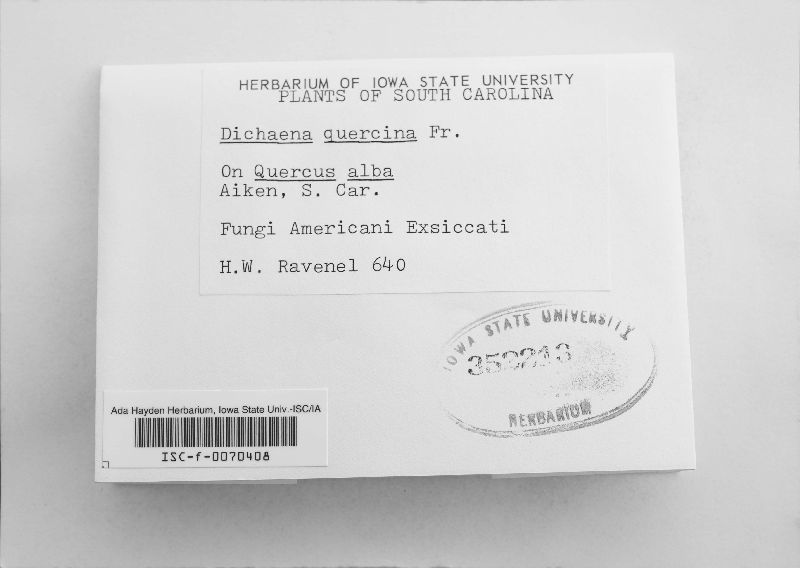 HERBARIUM OF IOWA STATE UNIVERSITY
PLANTS OF SOUTH CAROLINA
Dichaena quercina Fr.
On Quercus alba
Aiken, S. Car.
Fungi Americani Exsiccati
H.W. Ravenel 640
IOWA STATE UNIVERSITY
HERBARIUM
Ada Hayden Herbarium, Iowa State Univ.-ISC/IA
ISC-f-0070408